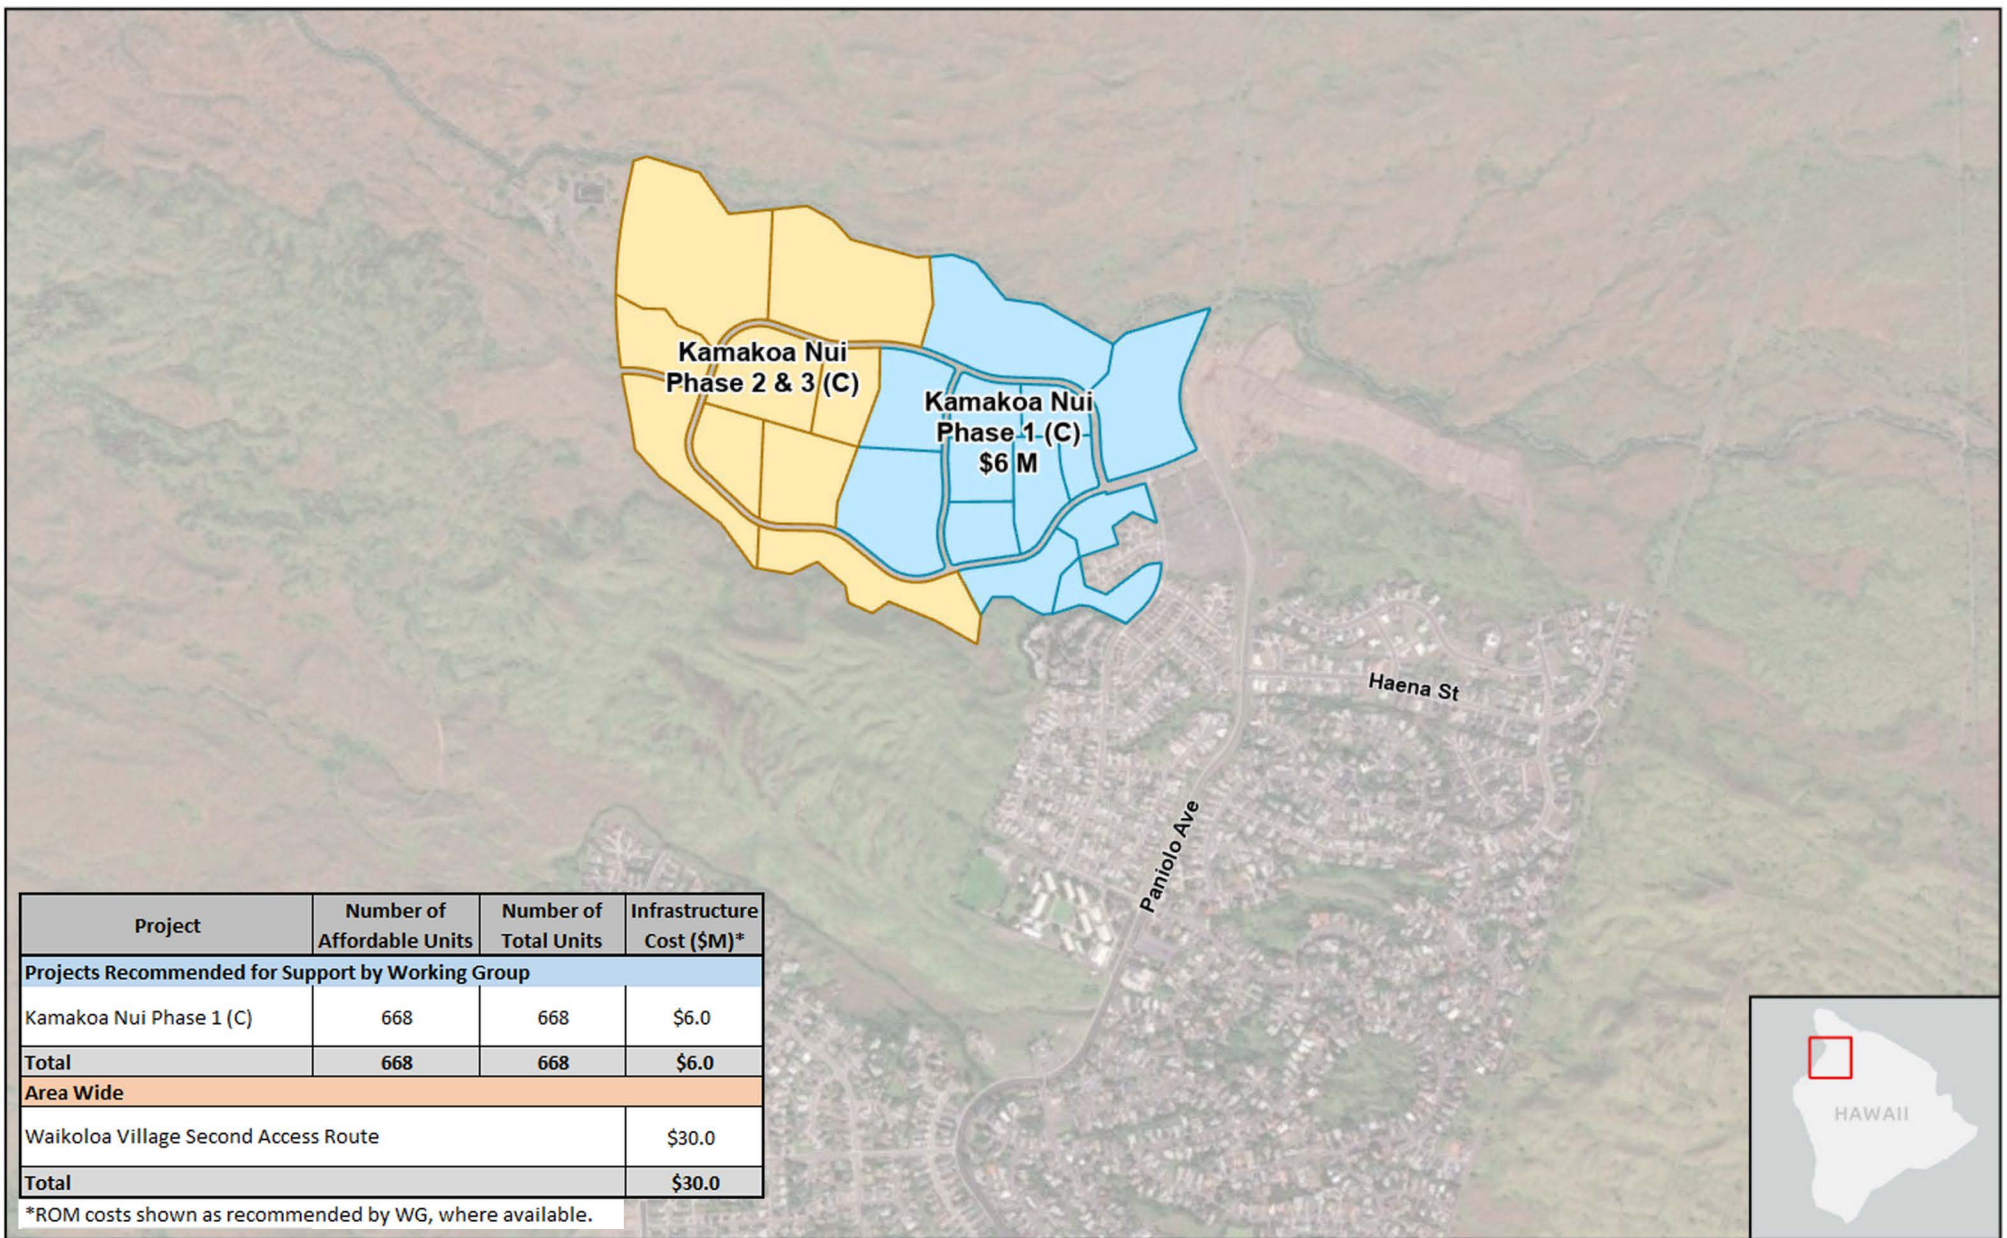 Kamakoa Nui
Phase 2 & 3 (C)
Kamakoa Nui
Phase 1 (C)
$6 M
Haena St
Paniolo Ave
Project
Number of
Affordable Units
Number of
Total Units
Infrastructure
Cost ($M)*
Projects Recommended for Support by Working Group
Kamakoa Nui Phase 1 (C) 668 668 $6.0
Total 668 668 $6.0
Area Wide
Waikoloa Village Second Access Route $30.0
Total $30.0
*ROM costs shown as recommended by WG, where available.
HAWAII